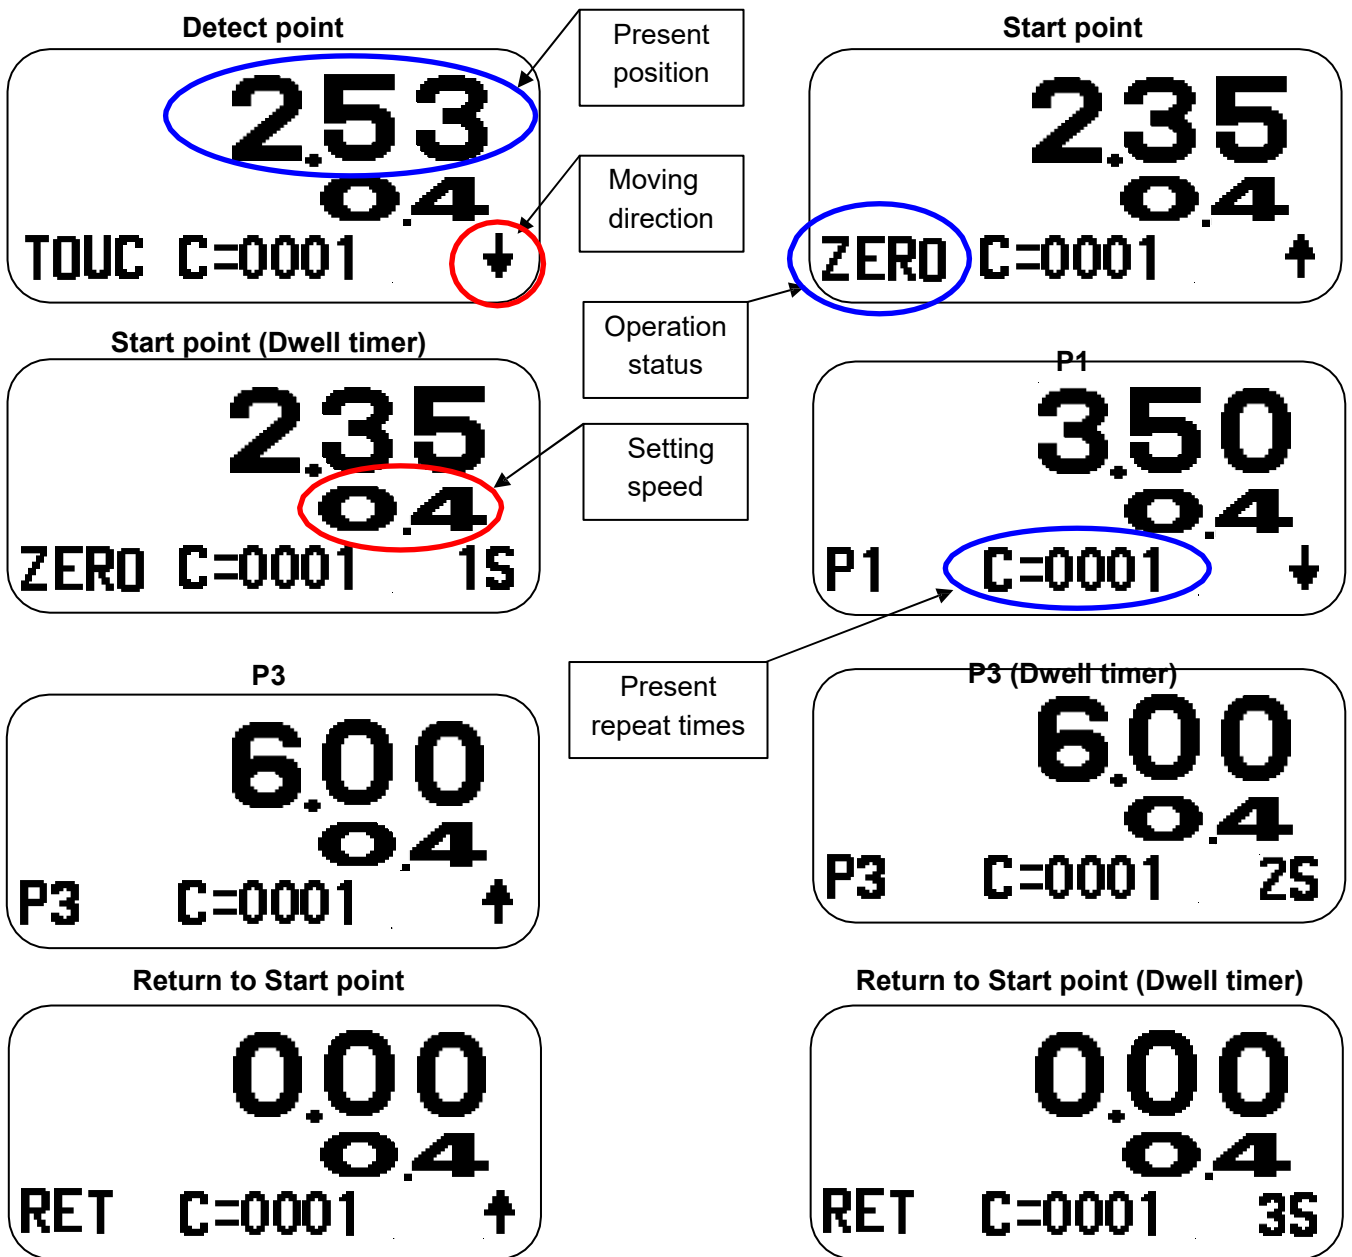 Detect point
2.53
0.4
TOUC C=0001
Present
position
Moving
direction
Start point
2.35
0.4
ZERO C=0001
Operation
status
Start point (Dwell timer)
2.35
0.4
ZERO C=0001 1S
Setting
speed
P1
3.50
0.4
P1 C=0001
Present
repeat times
P3
6.00
0.4
P3 C=0001
P3 (Dwell timer)
6.00
0.4
P3 C=0001 2S
Return to Start point
0.00
0.4
RET C=0001
Return to Start point (Dwell timer)
0.00
0.4
RET C=0001 3S